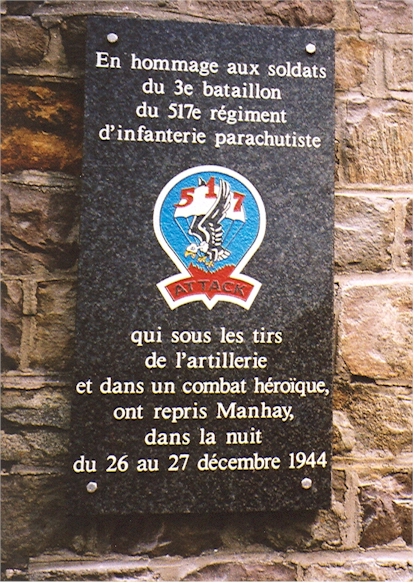 En hommage aux soldats
du 3e bataillon
du 517e régiment
d'infanterie parachutiste
517
ATTACK
qui sous les tirs
de l'artillerie
et dans un combat héroïque,
ont repris Manhay,
dans la nuit
du 26 au 27 décembre 1944